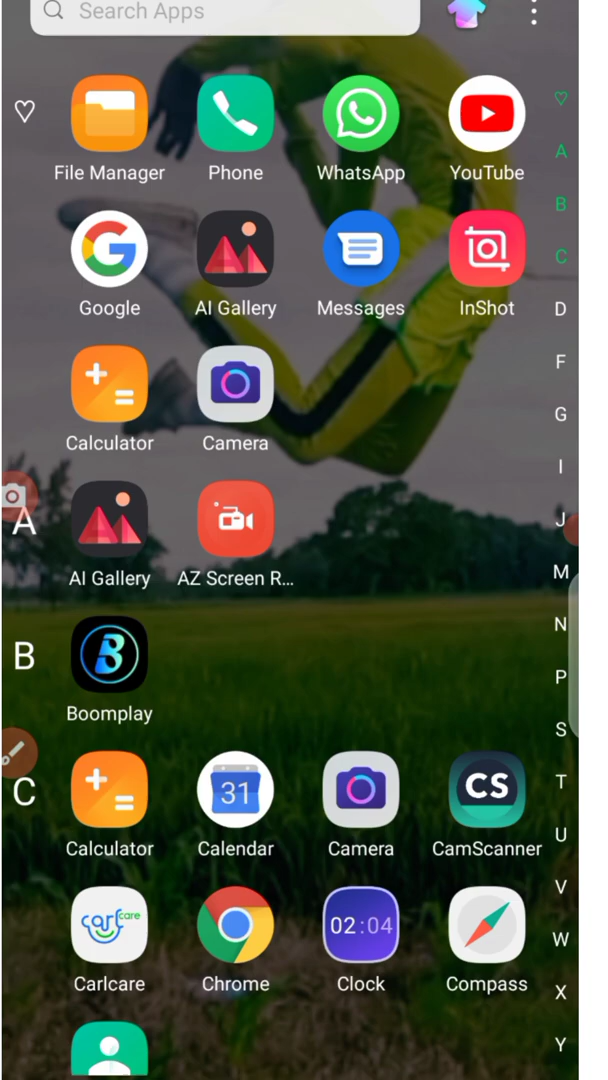 Search Apps
File Manager Phone WhatsApp YouTube
Google AI Gallery Messages InShot
Calculator Camera
A
AI Gallery AZ Screen R...
B
Boomplay
C
31
CS
Calculator Calendar Camera CamScanner
carlcare
02:04
Carlcare Chrome Clock Compass
A
B
C
D
F
G
I
J
M
N
P
S
T
U
V
W
X
Y